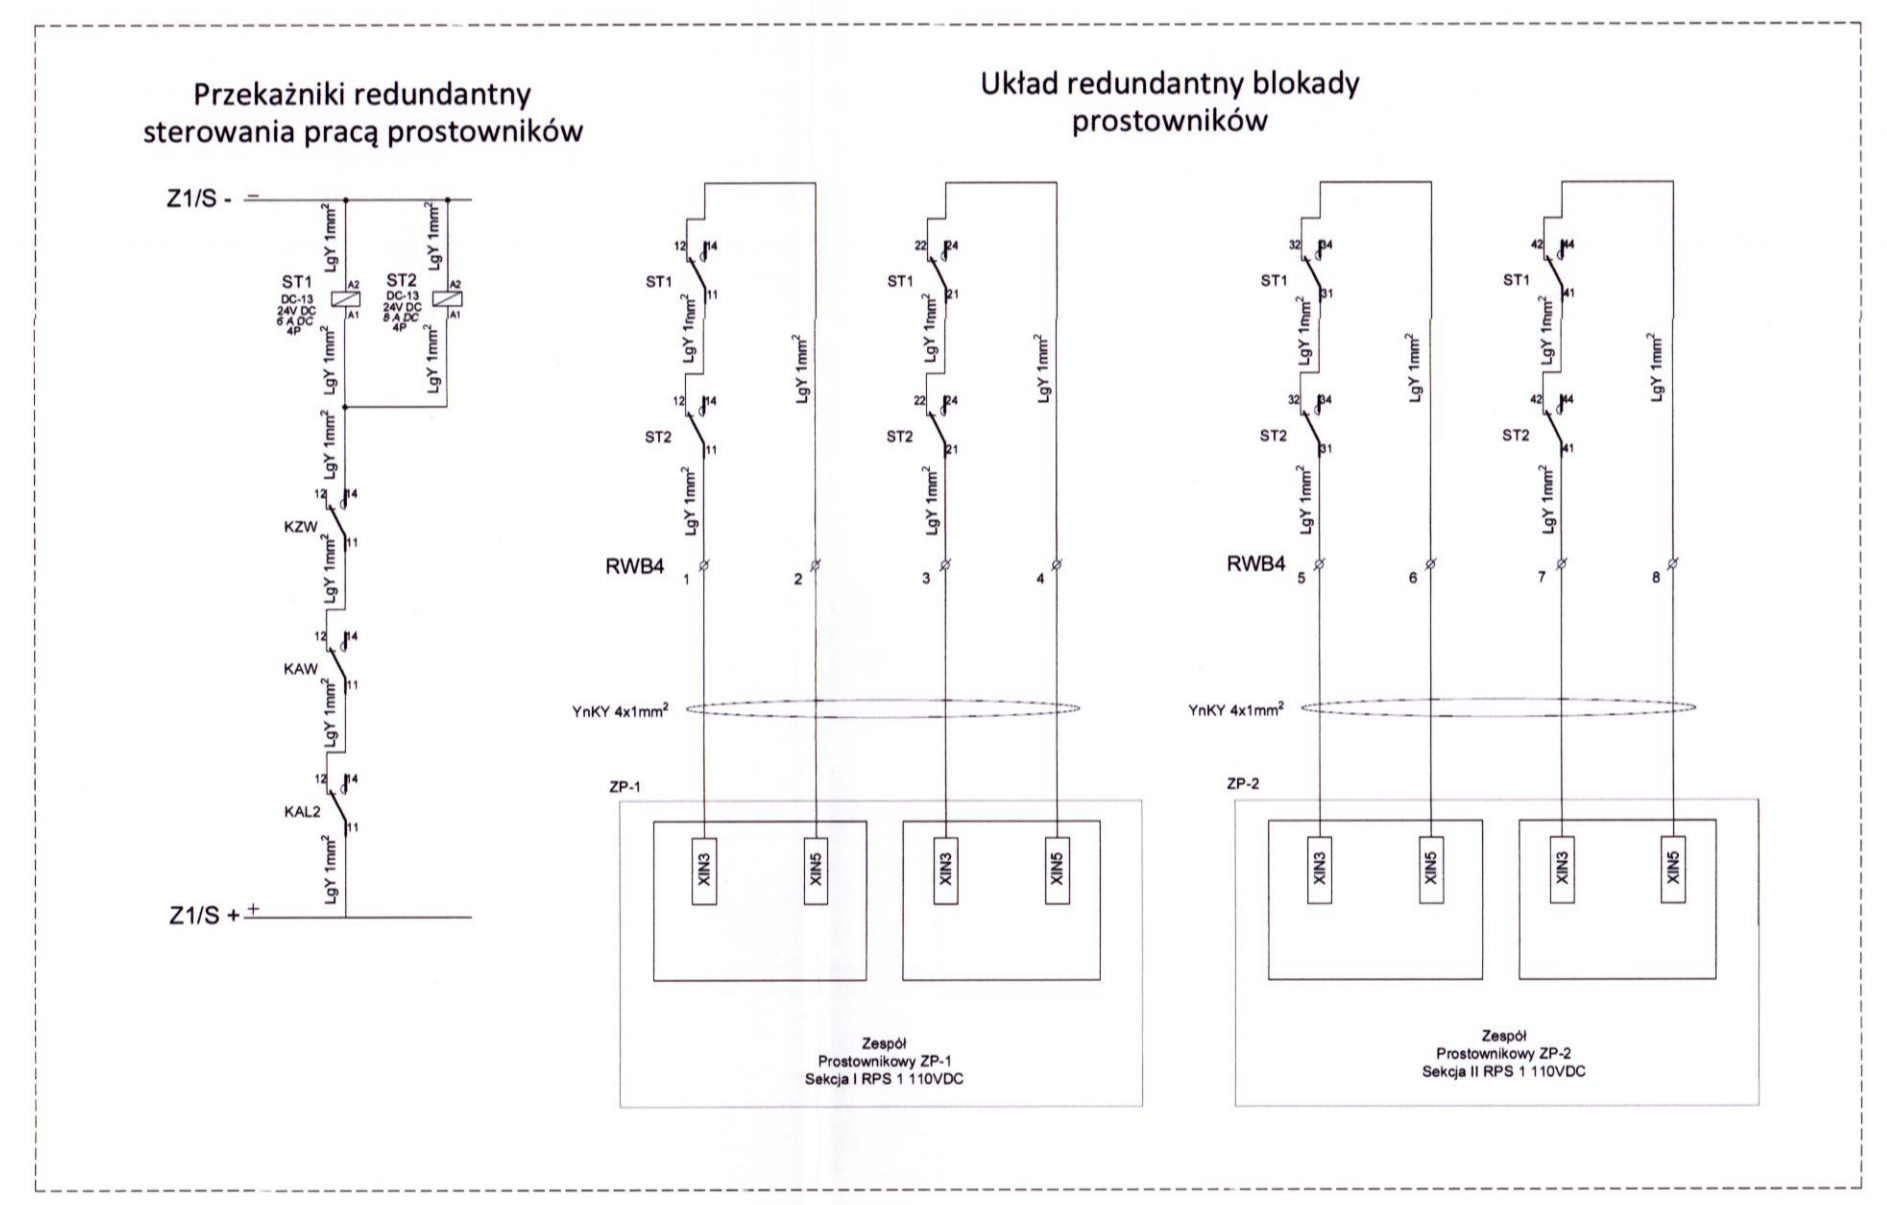 Przekażniki redundantny
sterowania pracą prostowników
Układ redundantny blokady
prostowników
Z1/S - −
LgY 1mm²
LgY 1mm²
ST1
DC-13
24V DC
6 A DC
4P
A2
A1
ST2
DC-13
24V DC
6 A DC
4P
A2
A1
LgY 1mm²
LgY 1mm²
LgY 1mm²
12 14
KZW
11
LgY 1mm²
12 14
KAW
11
LgY 1mm²
12 14
KAL2
11
LgY 1mm²
Z1/S + +
12 14
ST1
11
LgY 1mm²
12 14
ST2
11
LgY 1mm²
LgY 1mm²
22 24
ST1
21
LgY 1mm²
22 24
ST2
21
LgY 1mm²
LgY 1mm²
RWB4
1
2
3
4
YnKY 4x1mm²
ZP-1
XIN3
XIN5
XIN3
XIN5
Zespół
Prostownikowy ZP-1
Sekcja I RPS 1 110VDC
32 34
ST1
31
LgY 1mm²
32 34
ST2
31
LgY 1mm²
LgY 1mm²
42 44
ST1
41
LgY 1mm²
42 44
ST2
41
LgY 1mm²
LgY 1mm²
RWB4
5
6
7
8
YnKY 4x1mm²
ZP-2
XIN3
XIN5
XIN3
XIN5
Zespół
Prostownikowy ZP-2
Sekcja II RPS 1 110VDC